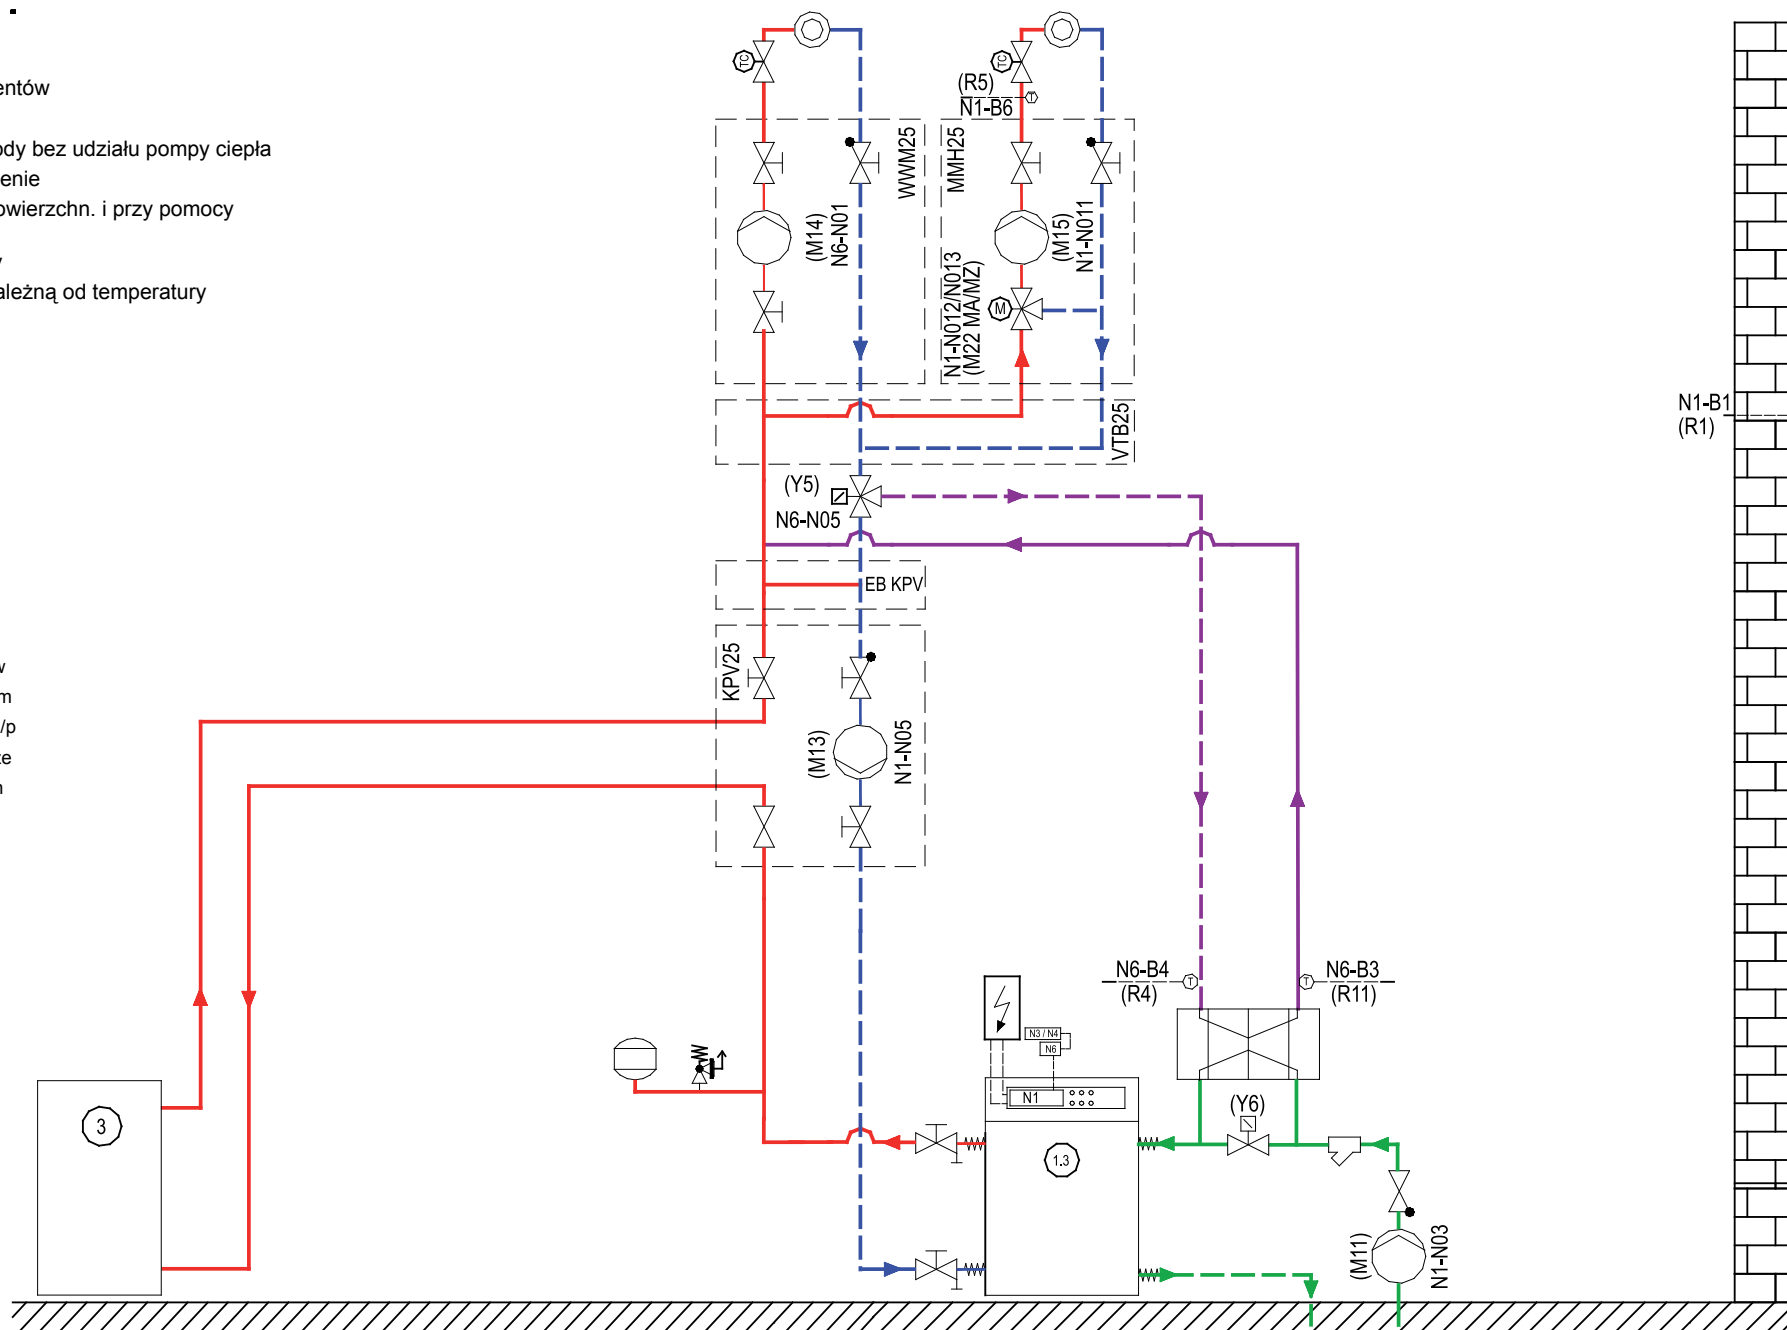 entów
ody bez udziału pompy ciepła
enie
owierzchn. i przy pomocy
y
ależną od temperatury
w
m
/p
że
n
TC
TC
(R5)
N1-B6
T
WWM25
MMH25
(M14)
N6-N01
(M15)
N1-N011
M
N1-N012/N013
(M22 MA/MZ)
VTB25
N1-B1
(R1)
(Y5)
N6-N05
EB KPV
KPV25
(M13)
N1-N05
N6-B4
(R4)
T
T
N6-B3
(R11)
N3 / N4
N6
N1
(Y6)
3
1.3
(M11)
N1-N03